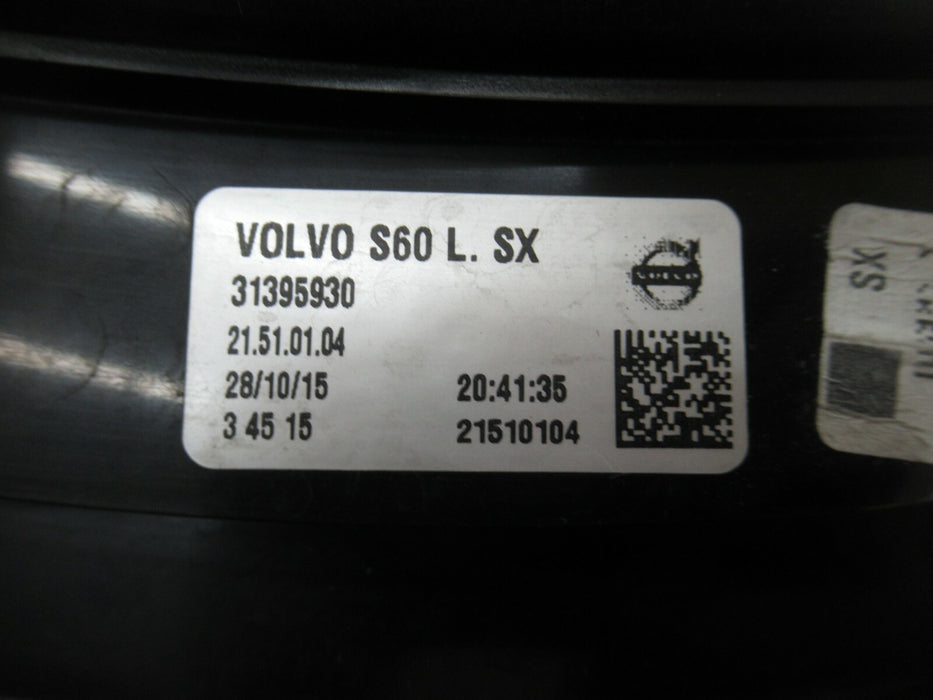 VOLVO S60 L. SX
31395930
21.51.01.04
28/10/15 20:41:35
3 45 15 21510104
VOLVO
SX